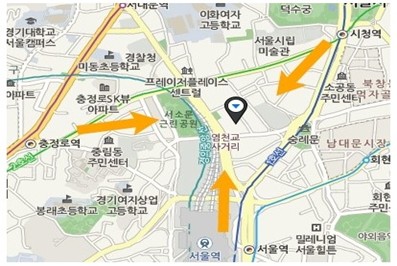 서대문역
이화여자
고등학교
덕수궁
시청역
경기대학교
서울캠퍼스
경찰청
미동초등학교
서울시립
미술관
프레이저플레이스
센트럴
충정로SK뷰
아파트
소공동
주민센터
북창동
서소문
근린공원
염천교
사거리
1호선
숭례문
남대문시장
충정로역
중림동
주민센터
회현
경기여자상업
고등학교
봉래초등학교
서울역
서울역
밀레니엄
서울힐튼